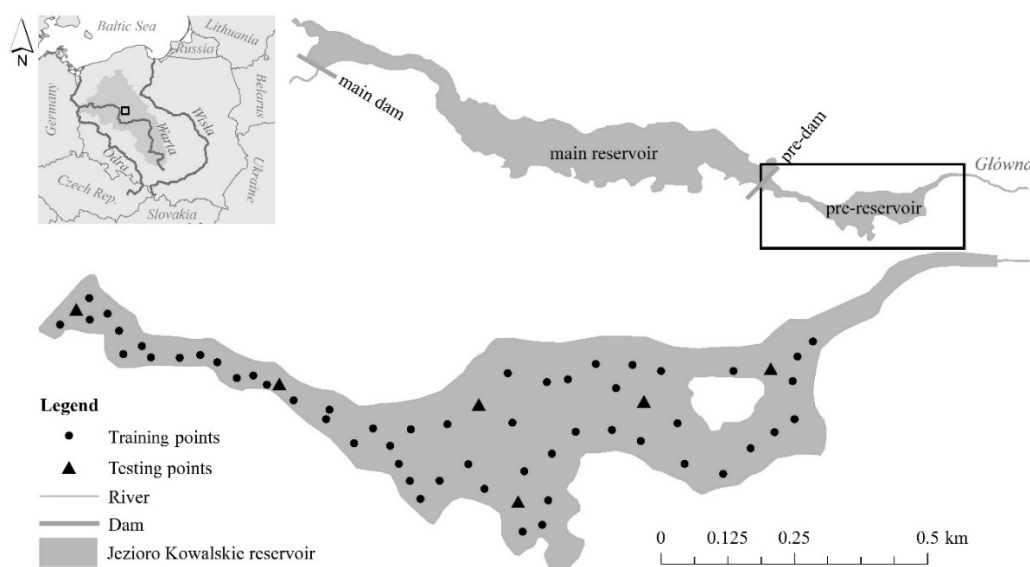 N
Baltic Sea
Lithuania
Russia
Germany
Belarus
Wisla
Warta
Odra
Ukraine
Czech Rep.
Slovakia
main dam
main reservoir
pre-dam
Główna
pre-reservoir
Legend
Training points
Testing points
River
Dam
Jezioro Kowalskie reservoir
0 0.125 0.25 0.5 km